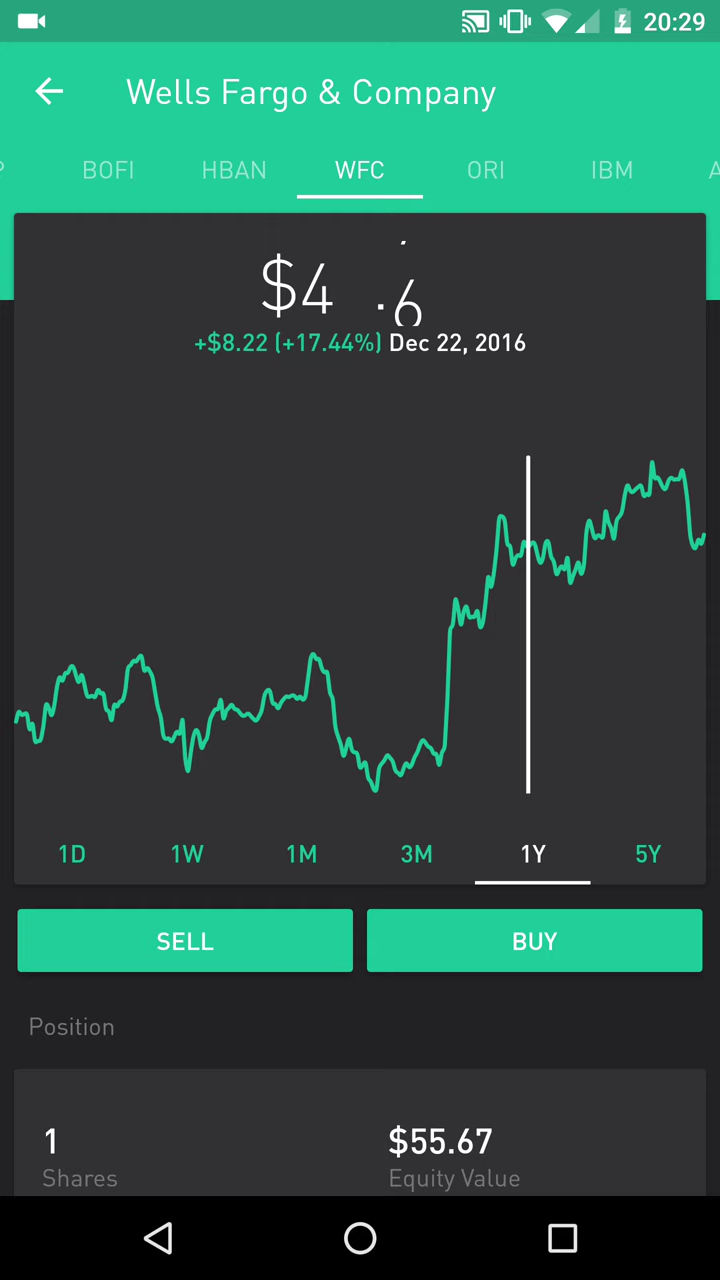 20:29
Wells Fargo & Company
BOFI HBAN WFC ORI IBM
+$8.22 (+17.44%) Dec 22, 2016
1D 1W 1M 3M 1Y 5Y
SELL BUY
Position
1 $55.67
Shares Equity Value